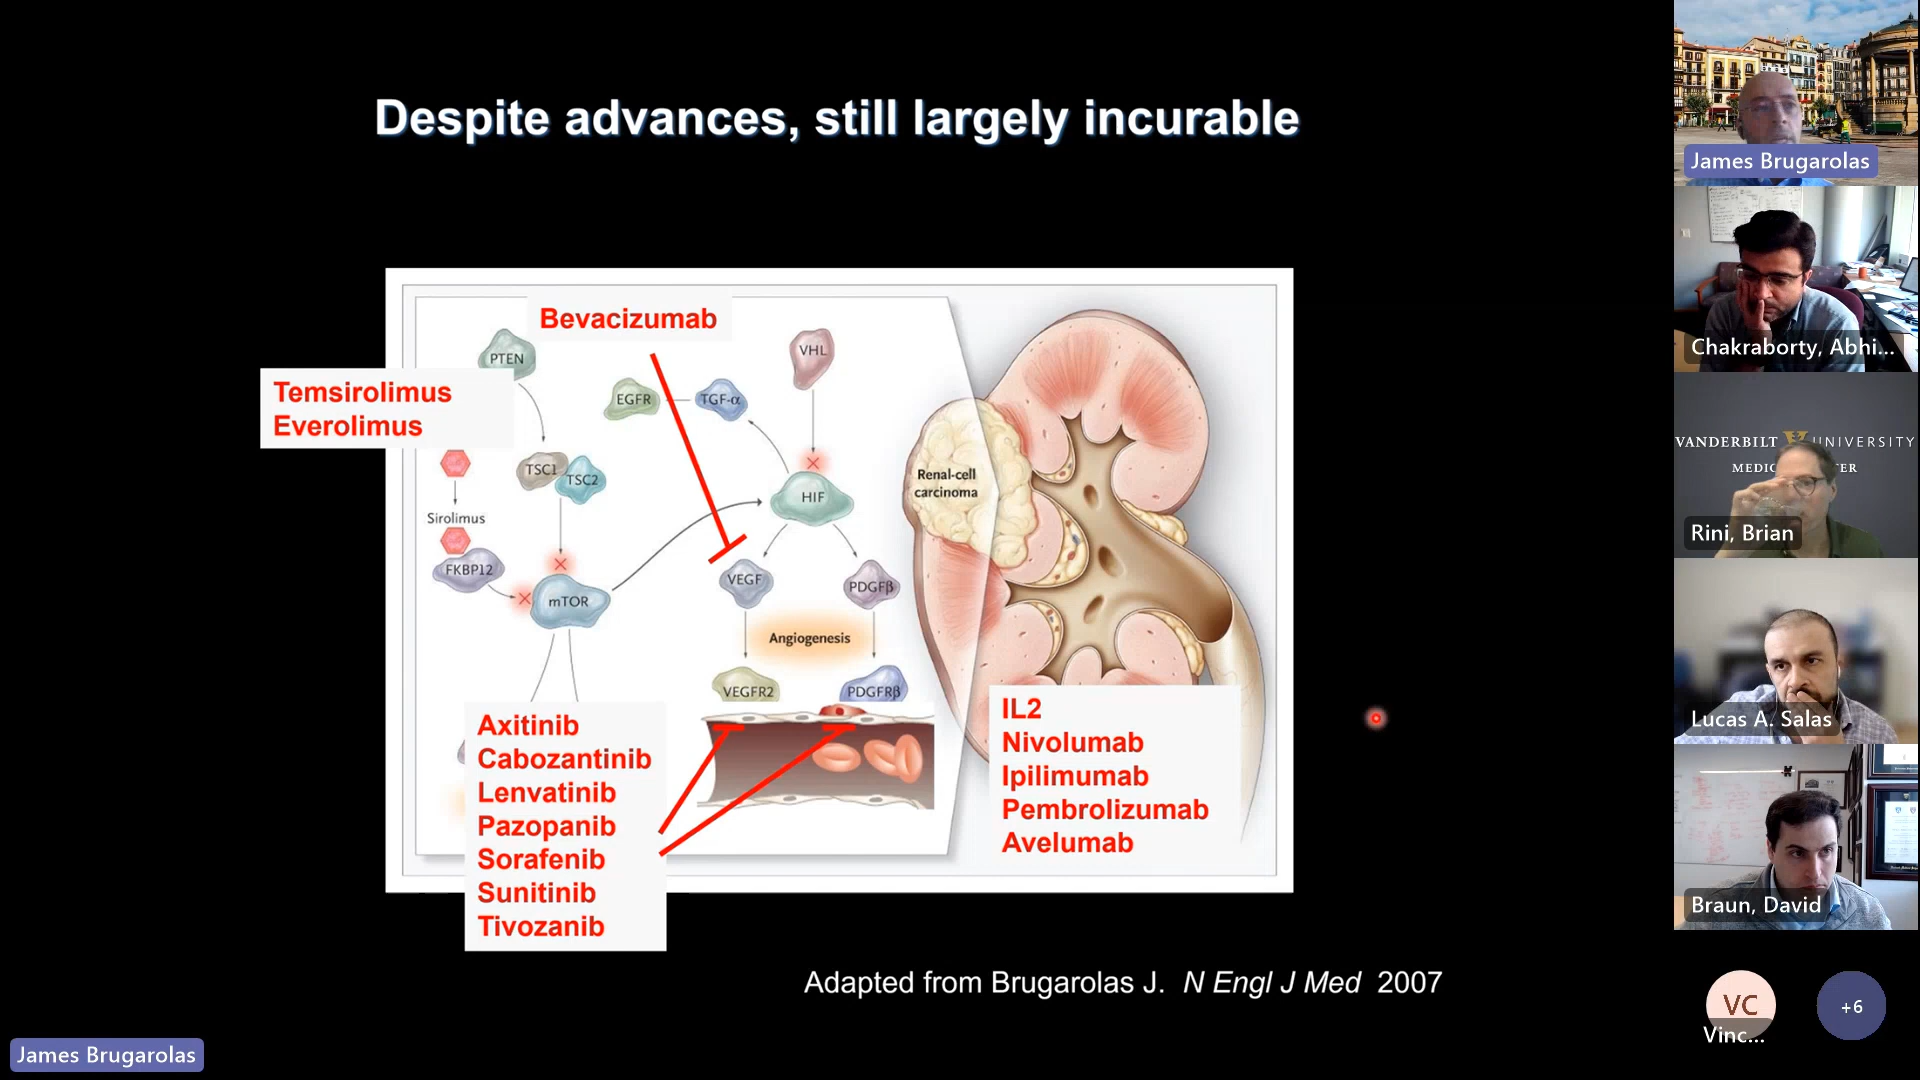 Despite advances, still largely incurable
Bevacizumab
PTEN
VHL
Temsirolimus
Everolimus
EGFR
TGF-α
TSC1
TSC2
Renal-cell
carcinoma
HIF
Sirolimus
FKBP12
mTOR
VEGF
PDGFβ
Angiogenesis
VEGFR2
PDGFRβ
Axitinib
Cabozantinib
Lenvatinib
Pazopanib
Sorafenib
Sunitinib
Tivozanib
IL2
Nivolumab
Ipilimumab
Pembrolizumab
Avelumab
Adapted from Brugarolas J. N Engl J Med 2007
James Brugarolas
James Brugarolas
Chakraborty, Abhi...
VANDERBILT UNIVERSITY
Rini, Brian
Lucas A. Salas
Braun, David
VC
Vinc...
+6